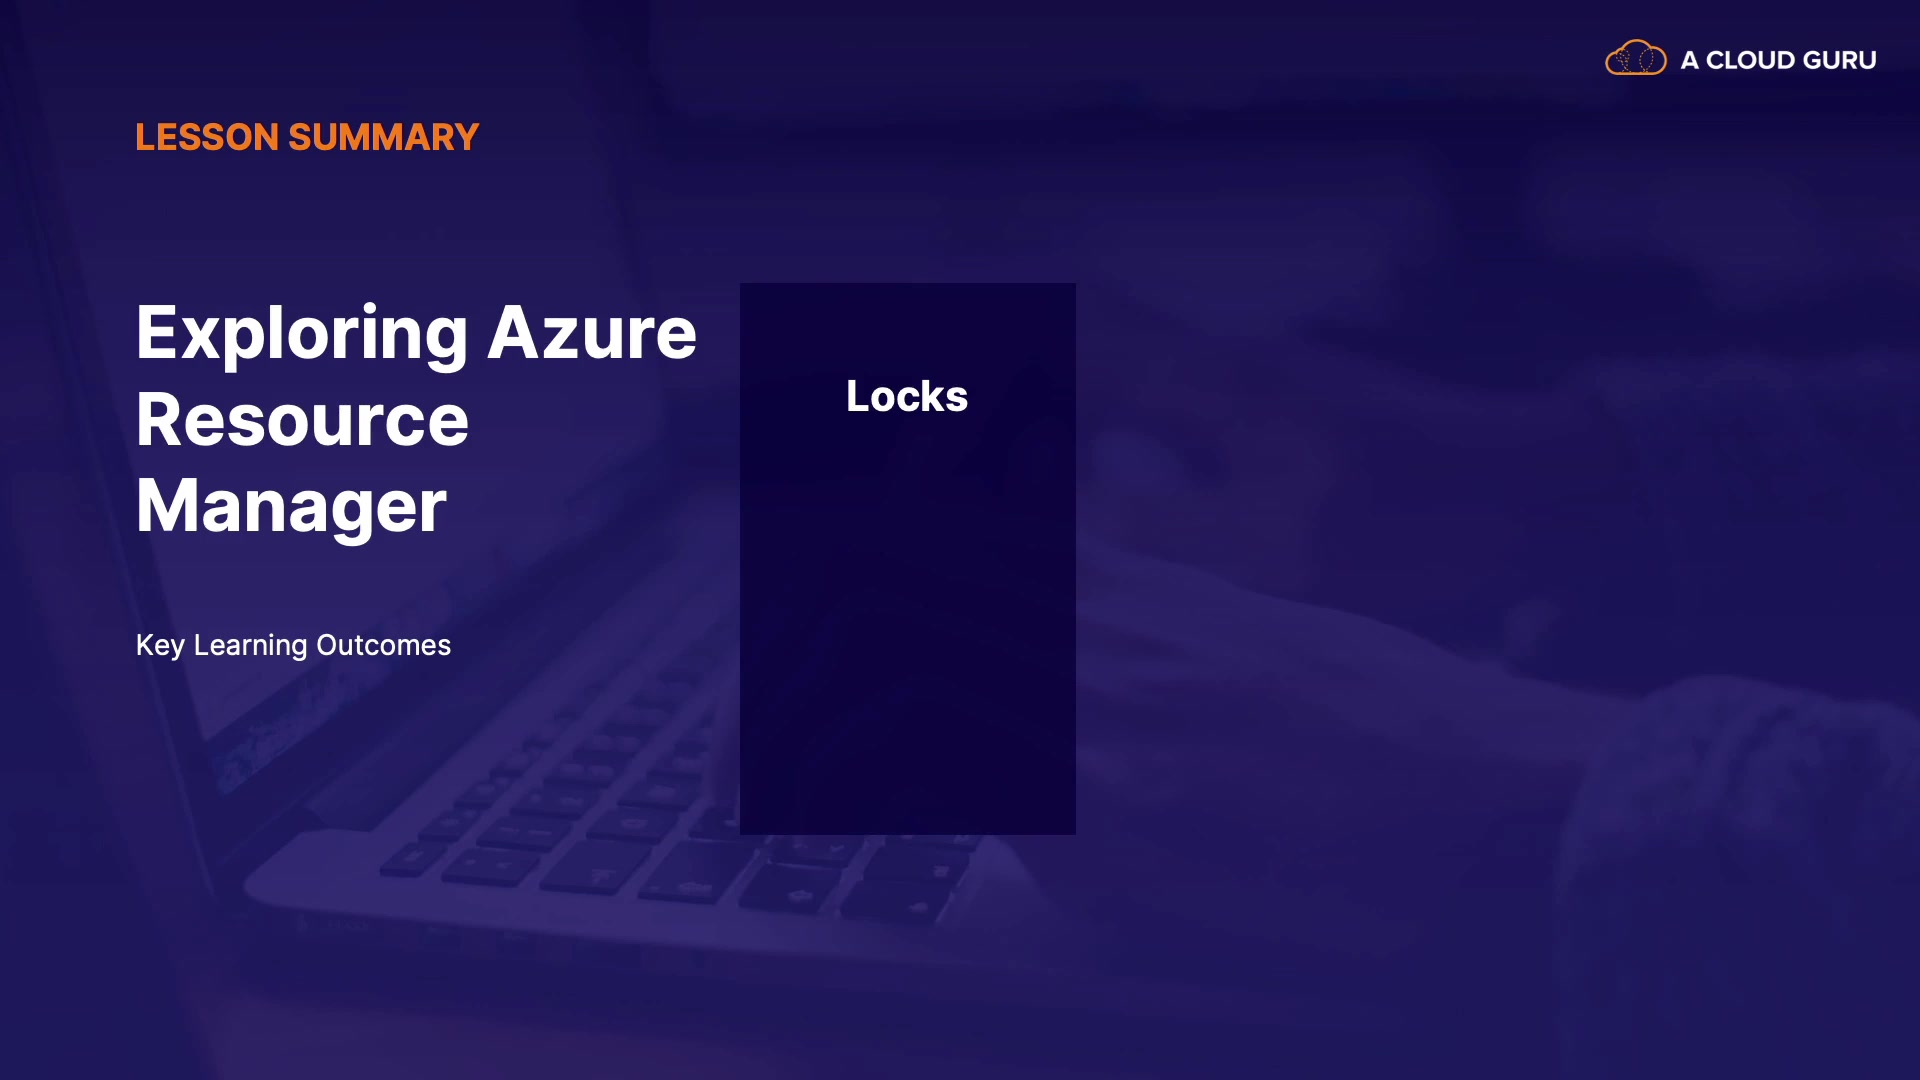 A CLOUD GURU
LESSON SUMMARY
Exploring Azure
Resource
Manager
Key Learning Outcomes
Locks